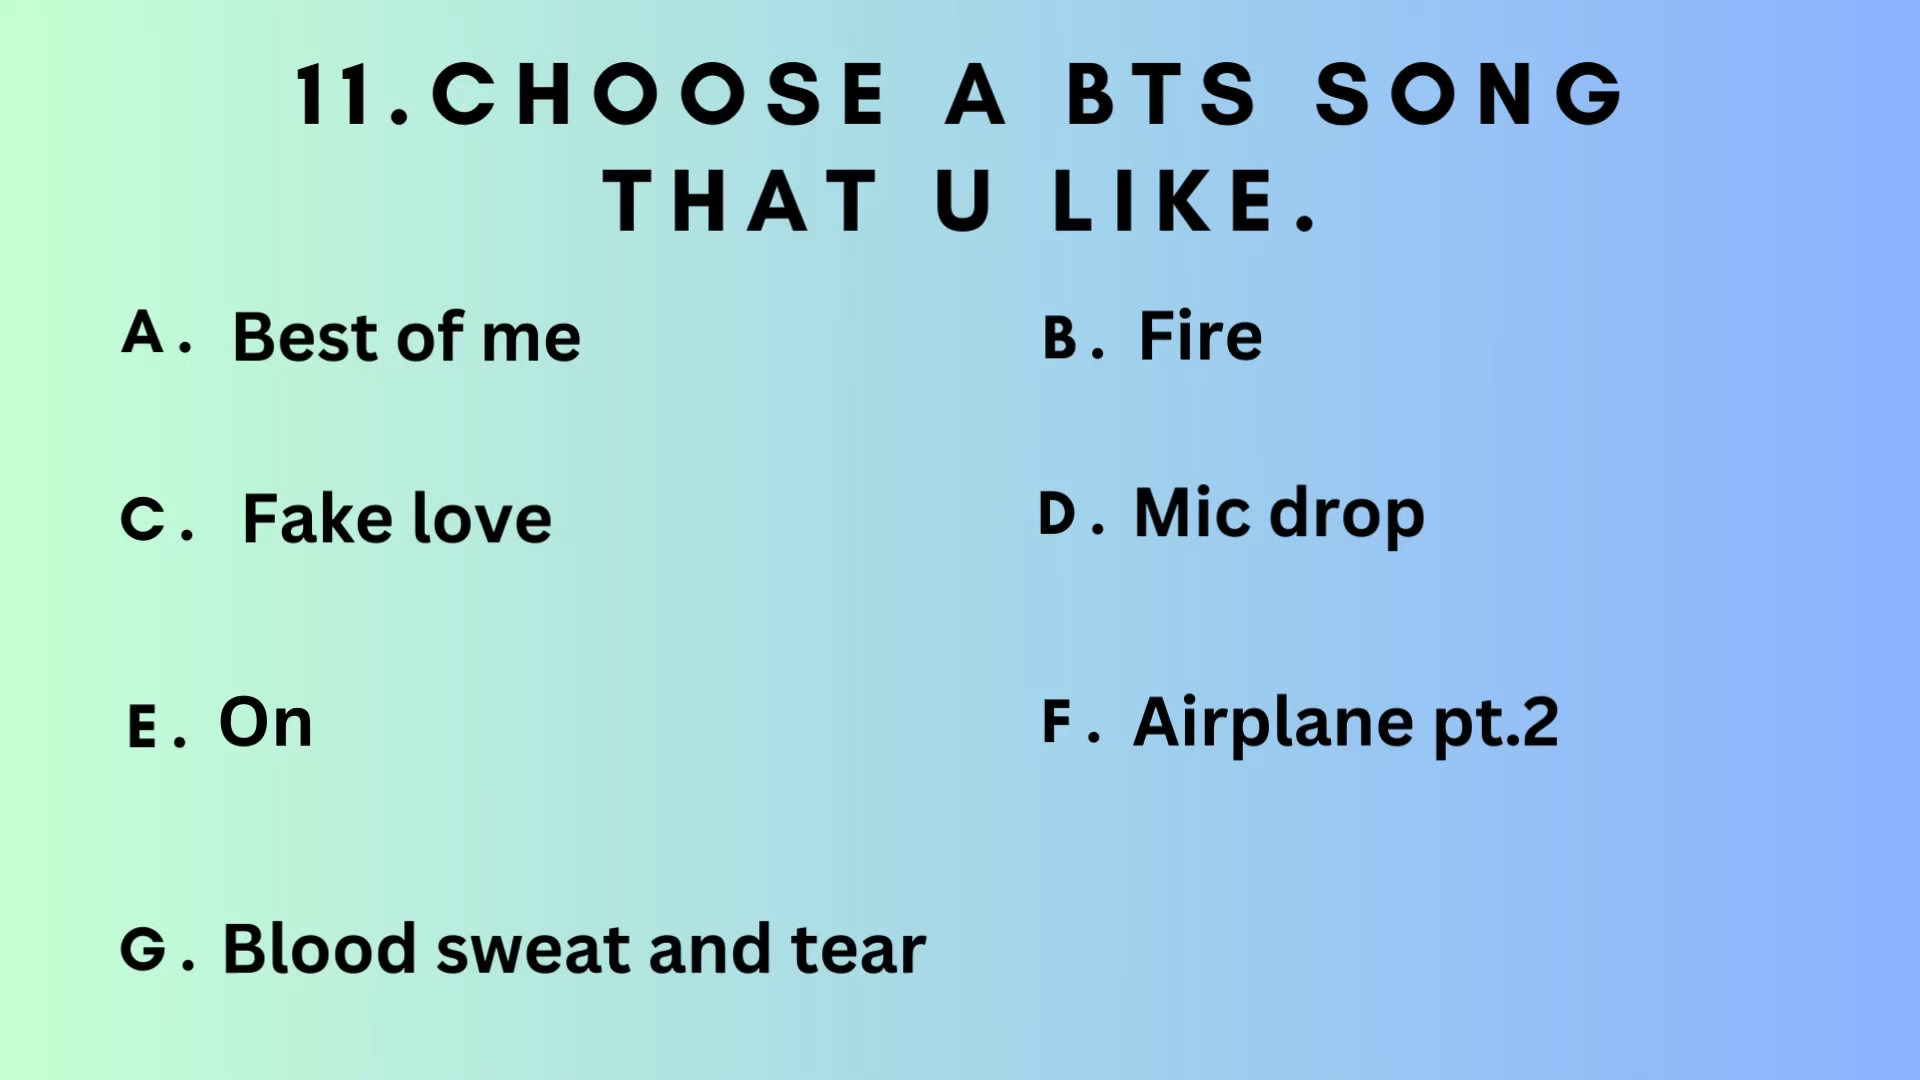 11.CHOOSE A BTS SONG
THAT U LIKE.
A. Best of me
B. Fire
C. Fake love
D. Mic drop
E. On
F. Airplane pt.2
G. Blood sweat and tear